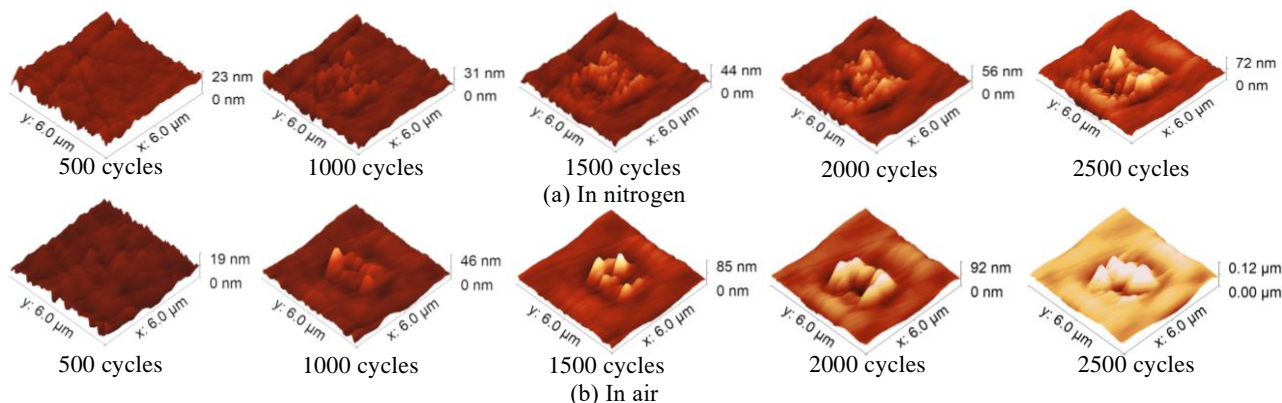 23 nm
0 nm
y: 6.0 µm
x: 6.0 µm
500 cycles
31 nm
0 nm
y: 6.0 µm
x: 6.0 µm
1000 cycles
44 nm
0 nm
y: 6.0 µm
x: 6.0 µm
1500 cycles
56 nm
0 nm
y: 6.0 µm
x: 6.0 µm
2000 cycles
72 nm
0 nm
y: 6.0 µm
x: 6.0 µm
2500 cycles
(a) In nitrogen
19 nm
0 nm
y: 6.0 µm
x: 6.0 µm
500 cycles
46 nm
0 nm
y: 6.0 µm
x: 6.0 µm
1000 cycles
85 nm
0 nm
y: 6.0 µm
x: 6.0 µm
1500 cycles
92 nm
0 nm
y: 6.0 µm
x: 6.0 µm
2000 cycles
0.12 µm
0.00 µm
y: 6.0 µm
x: 6.0 µm
2500 cycles
(b) In air